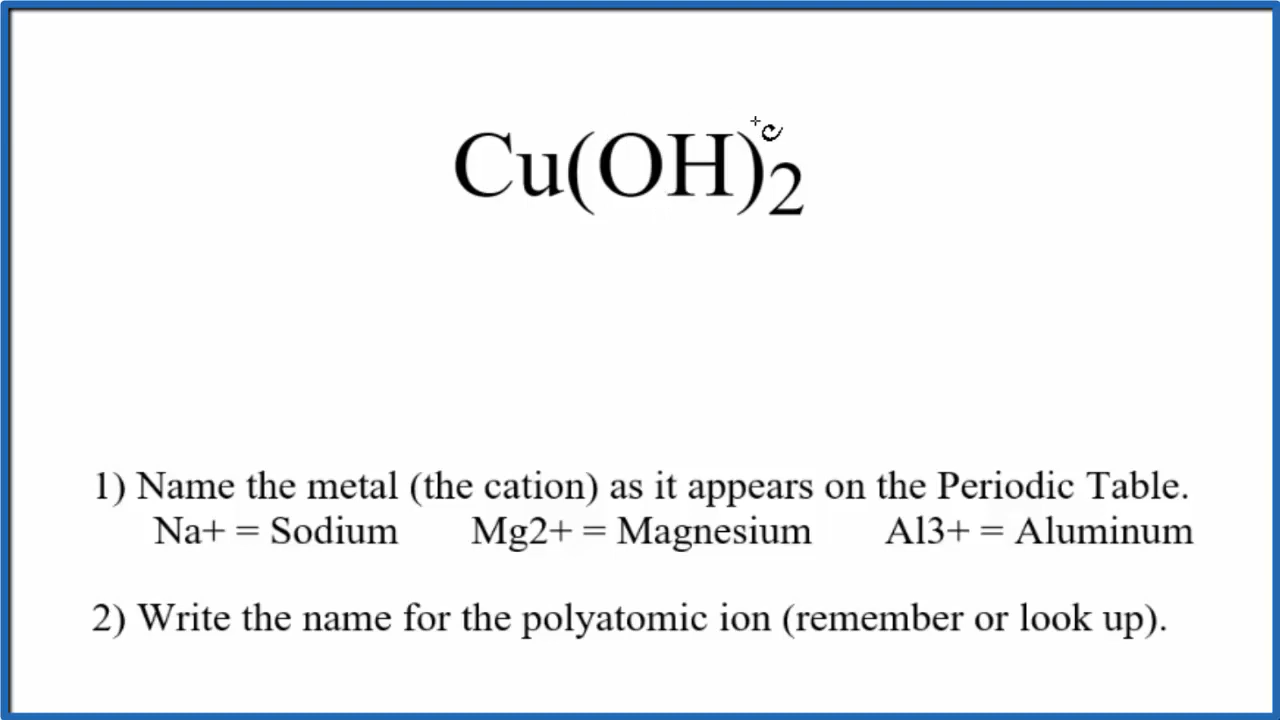 Cu(OH)₂
1) Name the metal (the cation) as it appears on the Periodic Table.
Na+ = Sodium Mg2+ = Magnesium Al3+ = Aluminum
2) Write the name for the polyatomic ion (remember or look up).